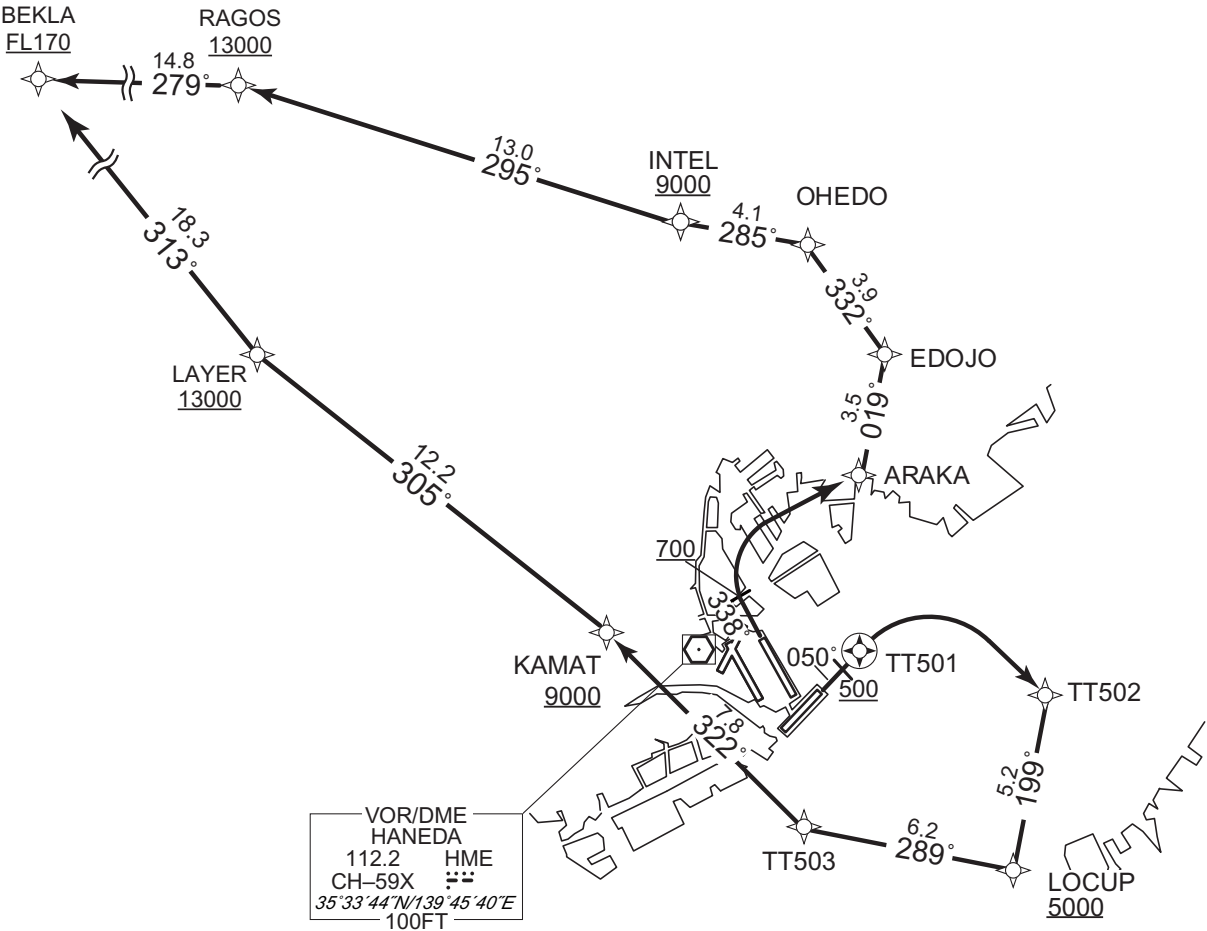 BEKLA
FL170
RAGOS
13000
14.8
279°
13.0
295°
INTEL
9000
4.1
285°
OHEDO
3.9
332°
EDOJO
3.5
019°
ARAKA
18.3
313°
LAYER
13000
12.2
305°
700
338°
050°
500
TT501
TT502
KAMAT
9000
7.8
322°
5.2
199°
TT503
6.2
289°
LOCUP
5000
VOR/DME
HANEDA
112.2 HME
CH–59X
35°33´44˝N/139°45´40˝E
100FT